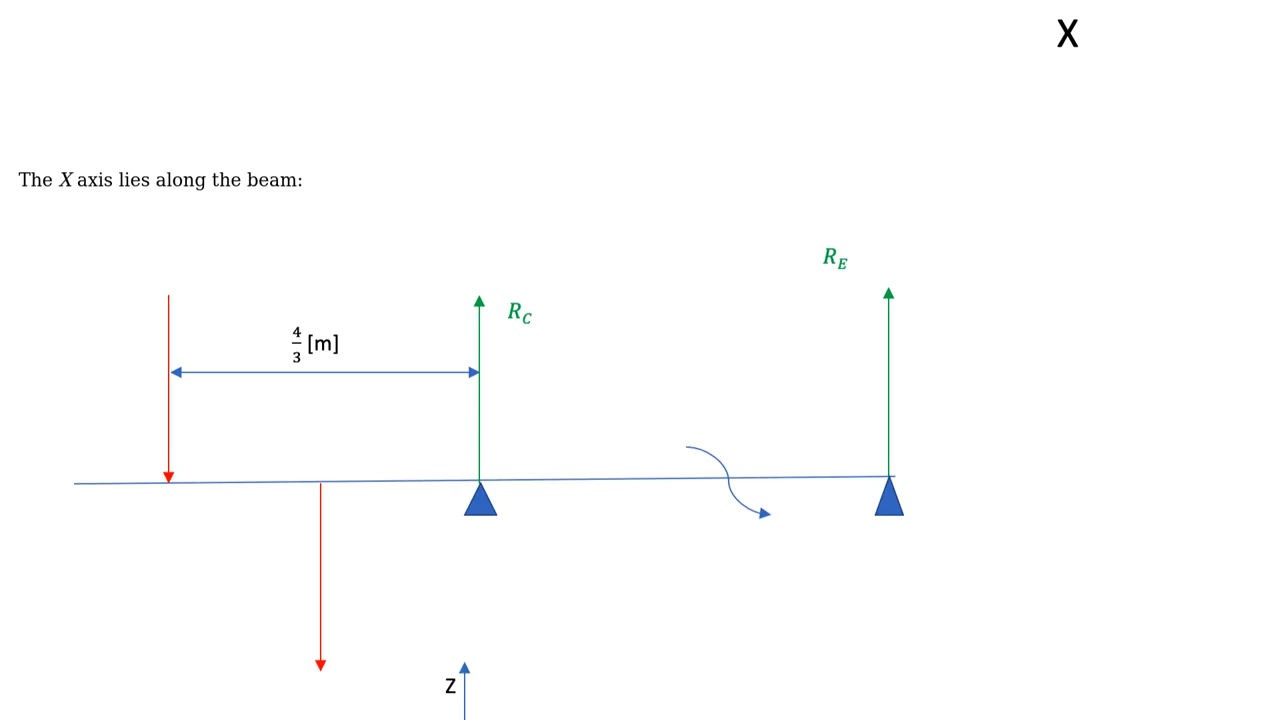 X
The X axis lies along the beam:
R_E
R_C
4/3 [m]
Z